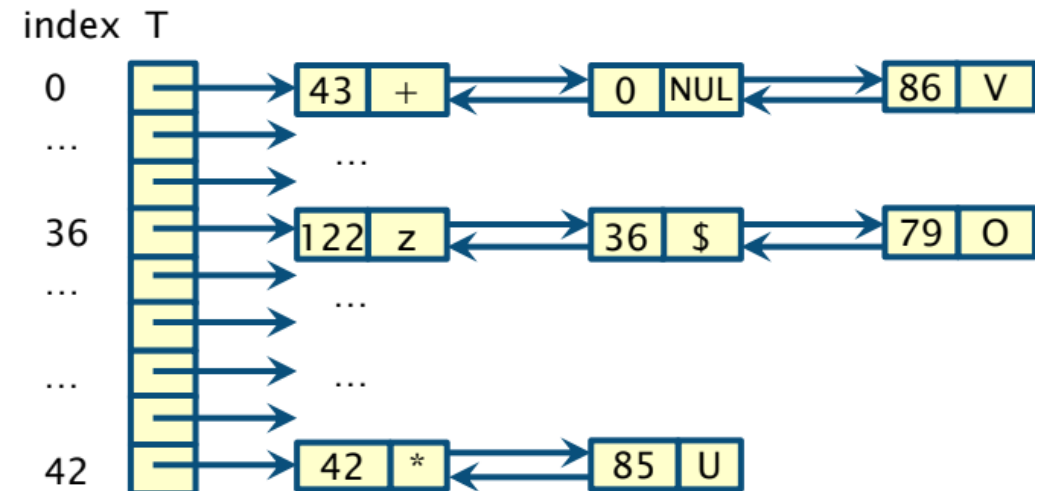 index T
0 43 + 0 NUL 86 V
... ...
36 122 z 36 $ 79 O
... ...
... ...
42 42 * 85 U